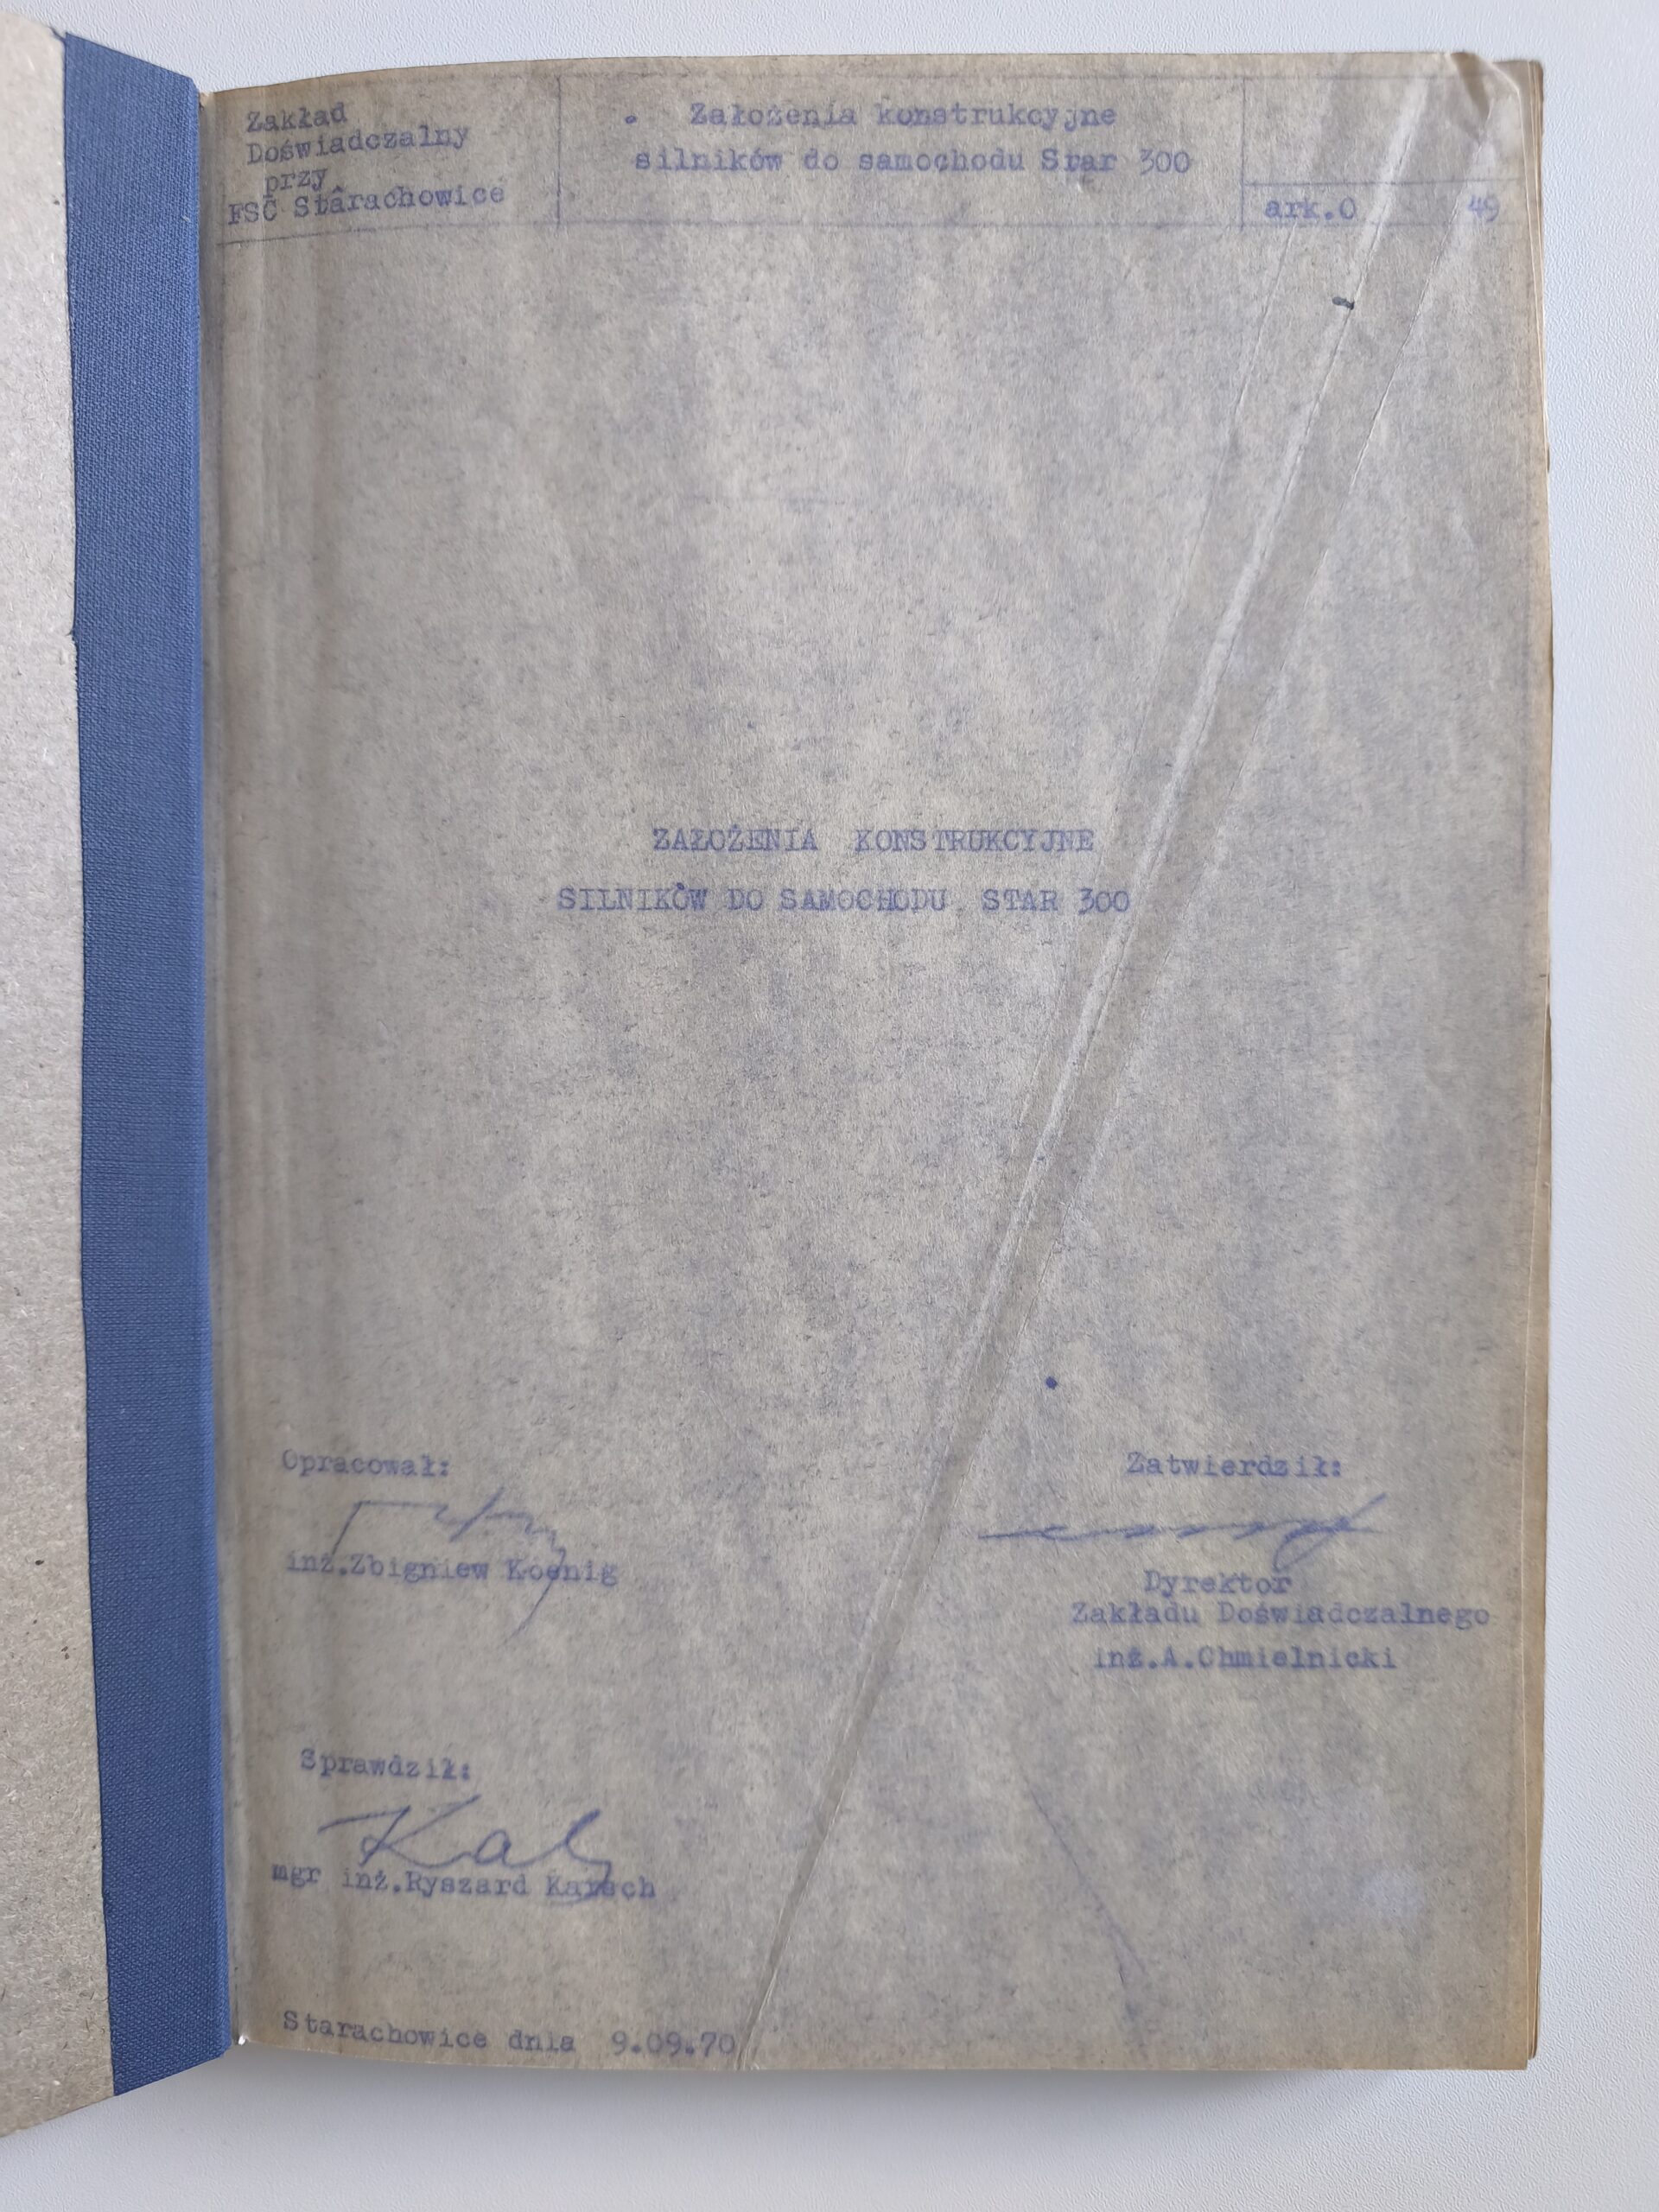 Zakład
Doświadczalny
przy
FSC Starachowice
Założenia konstrukcyjne
silników do samochodu Star 300
ark.0 49
ZAŁOŻENIA KONSTRUKCYJNE
SILNIKÓW DO SAMOCHODU STAR 300
Opracował:
inż.Zbigniew Koenig
Zatwierdził:
Dyrektor
Zakładu Doświadczalnego
inż.A.Chmielnicki
Sprawdził:
mgr inż.Ryszard
Starachowice dnia 9.09.70